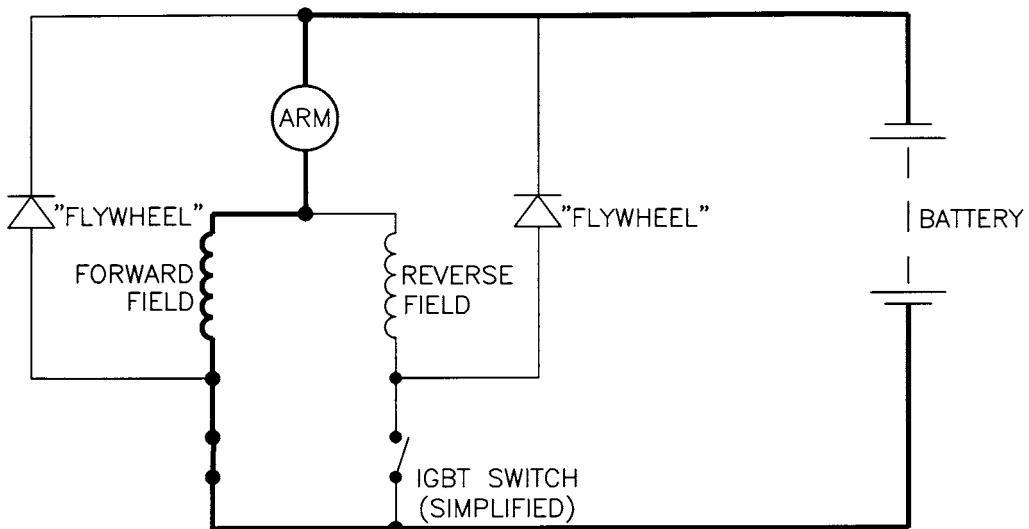 ARM
"FLYWHEEL"
"FLYWHEEL"
BATTERY
FORWARD
FIELD
REVERSE
FIELD
IGBT SWITCH
(SIMPLIFIED)